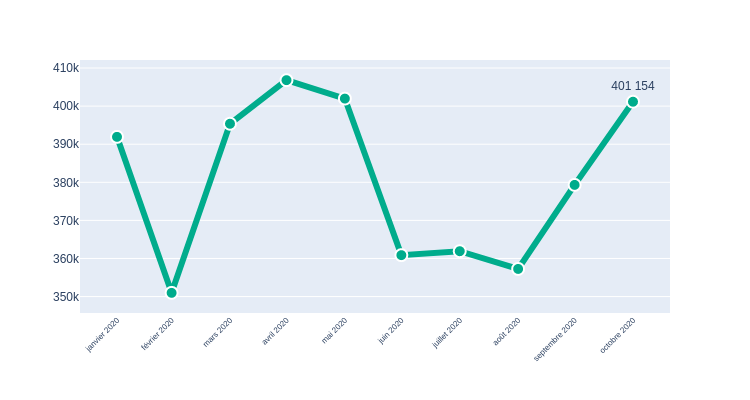 410k
400k
390k
380k
370k
360k
350k
401 154
janvier 2020
février 2020
mars 2020
avril 2020
mai 2020
juin 2020
juillet 2020
août 2020
septembre 2020
octobre 2020